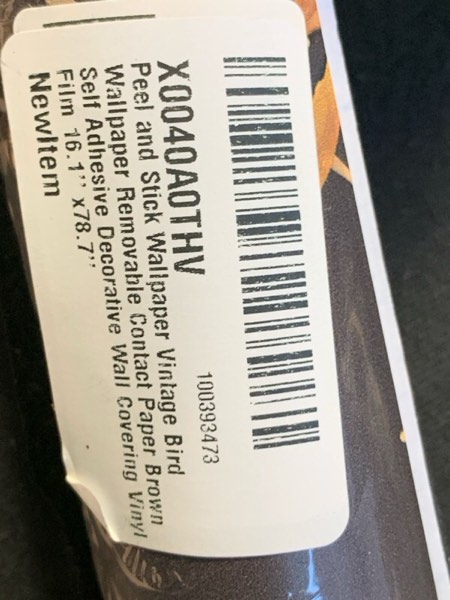 X0040A0THV
100393473
Peel and Stick Wallpaper Vintage Bird
Wallpaper Removable Contact Paper Brown
Self Adhesive Decorative Wall Covering Vinyl
Film 16.1'' x78.7''
NewItem